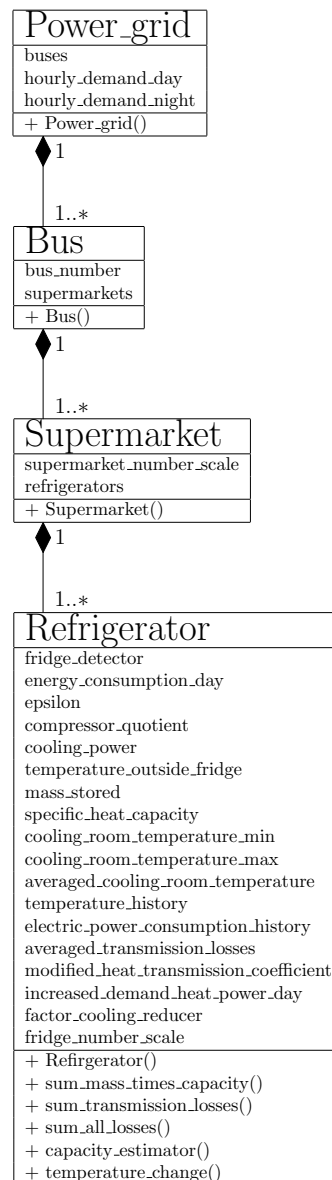 Power_grid
buses
hourly_demand_day
hourly_demand_night
+ Power_grid()
1
1..*
Bus
bus_number
supermarkets
+ Bus()
1
1..*
Supermarket
supermarket_number_scale
refrigerators
+ Supermarket()
1
1..*
Refrigerator
fridge_detector
energy_consumption_day
epsilon
compressor_quotient
cooling_power
temperature_outside_fridge
mass_stored
specific_heat_capacity
cooling_room_temperature_min
cooling_room_temperature_max
averaged_cooling_room_temperature
temperature_history
electric_power_consumption_history
averaged_transmission_losses
modified_heat_transmission_coefficient
increased_demand_heat_power_day
factor_cooling_reducer
fridge_number_scale
+ Refirgerator()
+ sum_mass_times_capacity()
+ sum_transmission_losses()
+ sum_all_losses()
+ capacity_estimator()
+ temperature_change()